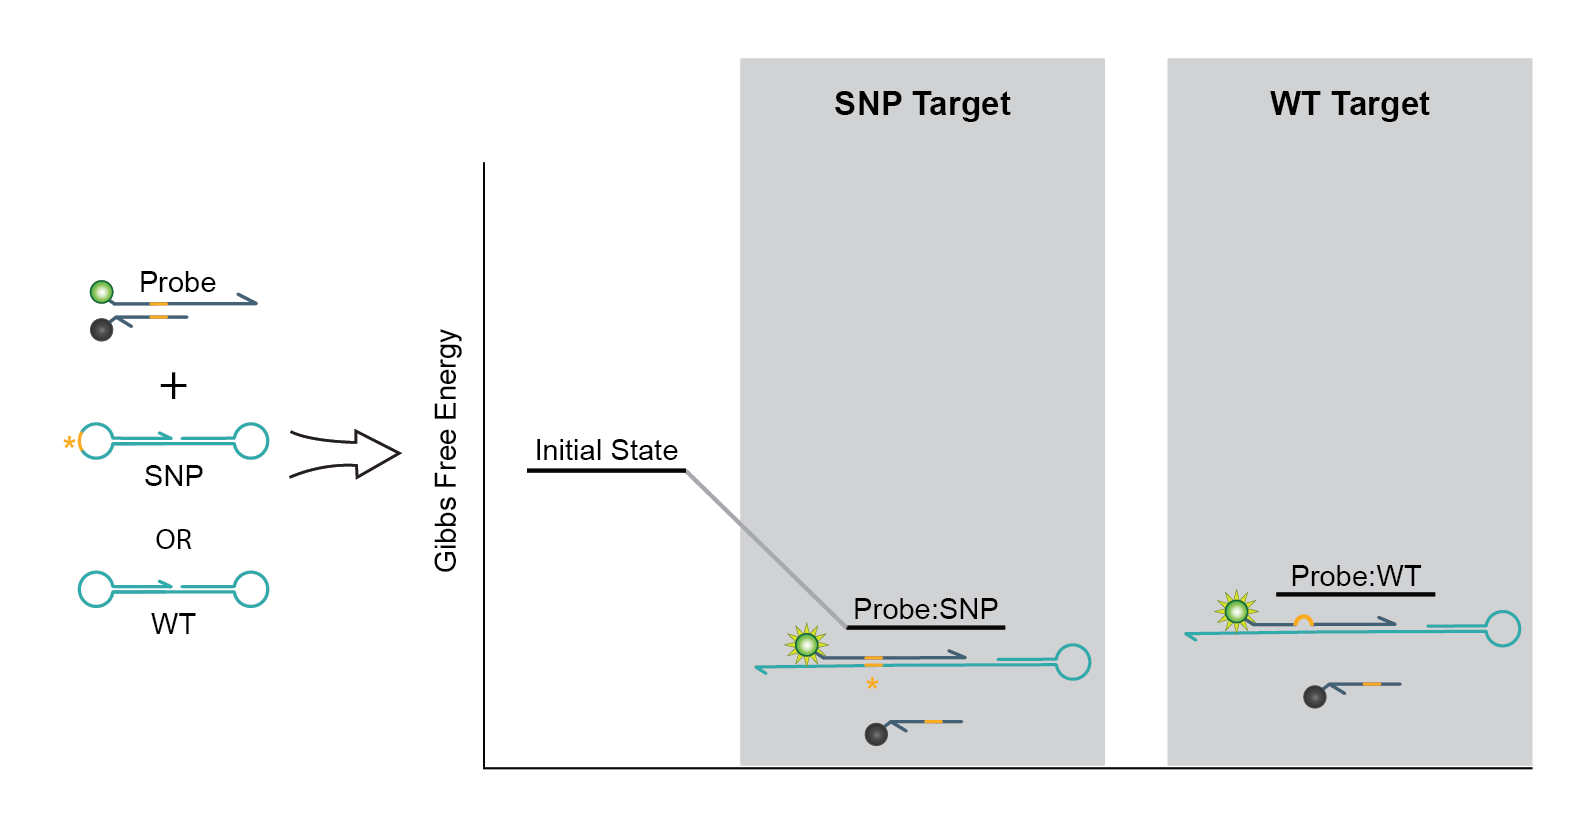 SNP Target
WT Target
Probe
+
*
SNP
OR
WT
Gibbs Free Energy
Initial State
Probe:SNP
*
Probe:WT